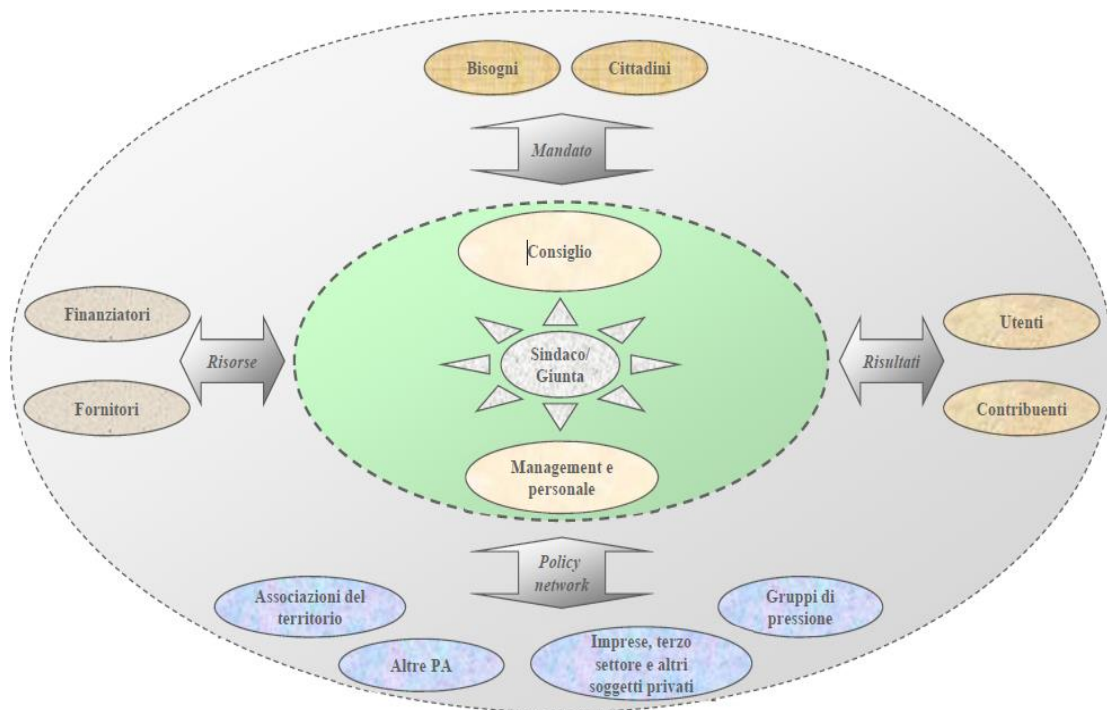 Bisogni
Cittadini
Mandato
Consiglio
Finanziatori
Fornitori
Risorse
Sindaco/
Giunta
Risultati
Utenti
Contribuenti
Management e
personale
Policy
network
Associazioni del
territorio
Altre PA
Imprese, terzo
settore e altri
soggetti privati
Gruppi di
pressione